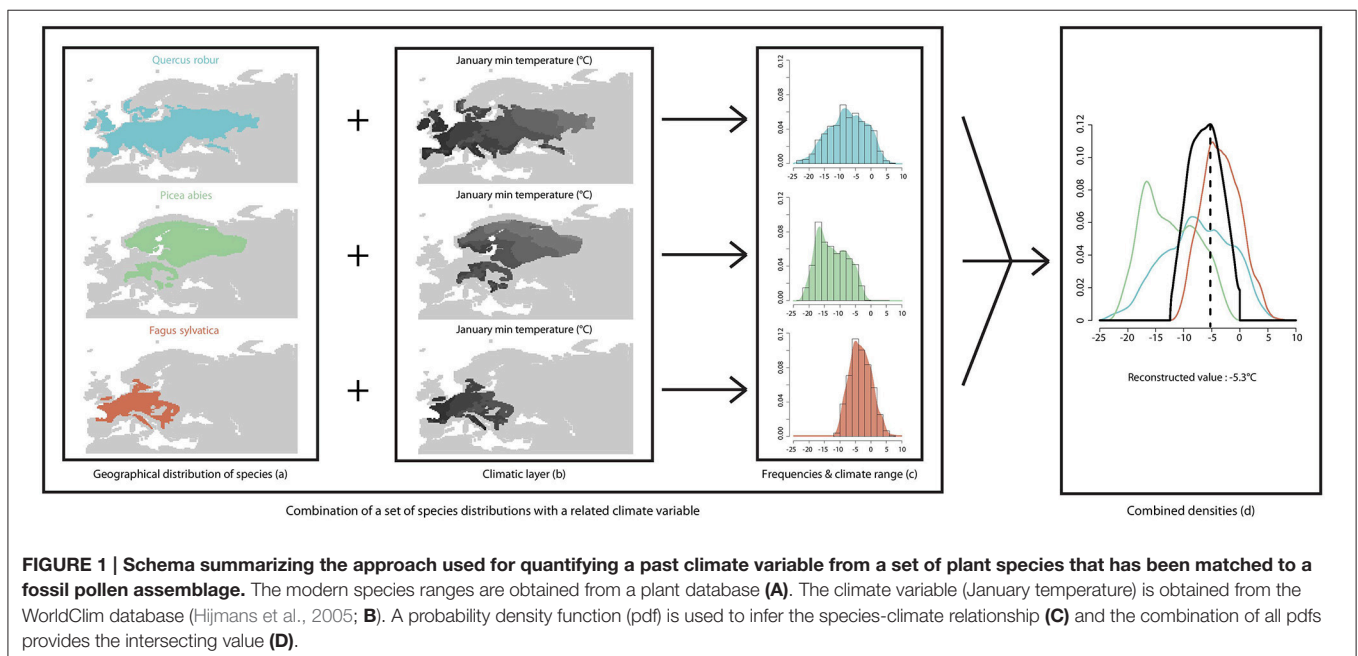 Quercus robur
January min temperature (°C)
+
0.12
0.08
0.04
0.00
-25 -20 -15 -10 -5 0 5 10
Picea abies
January min temperature (°C)
+
0.12
0.08
0.04
0.00
-25 -20 -15 -10 -5 0 5 10
Fagus sylvatica
January min temperature (°C)
+
0.12
0.08
0.04
0.00
-25 -20 -15 -10 -5 0 5 10
Geographical distribution of species (a)
Climatic layer (b)
Frequencies & climate range (c)
Combination of a set of species distributions with a related climate variable
0.12
0.10
0.08
0.06
0.04
0.02
0
-25 -20 -15 -10 -5 0 5 10
Reconstructed value : -5.3°C
Combined densities (d)
FIGURE 1 | Schema summarizing the approach used for quantifying a past climate variable from a set of plant species that has been matched to a
fossil pollen assemblage. The modern species ranges are obtained from a plant database (A). The climate variable (January temperature) is obtained from the
WorldClim database (Hijmans et al., 2005; B). A probability density function (pdf) is used to infer the species-climate relationship (C) and the combination of all pdfs
provides the intersecting value (D).